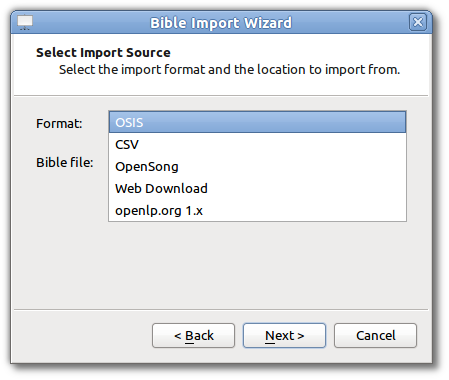 Bible Import Wizard
Select Import Source
Select the import format and the location to import from.
Format:
OSIS
CSV
Bible file:
OpenSong
Web Download
openlp.org 1.x
< Back
Next >
Cancel